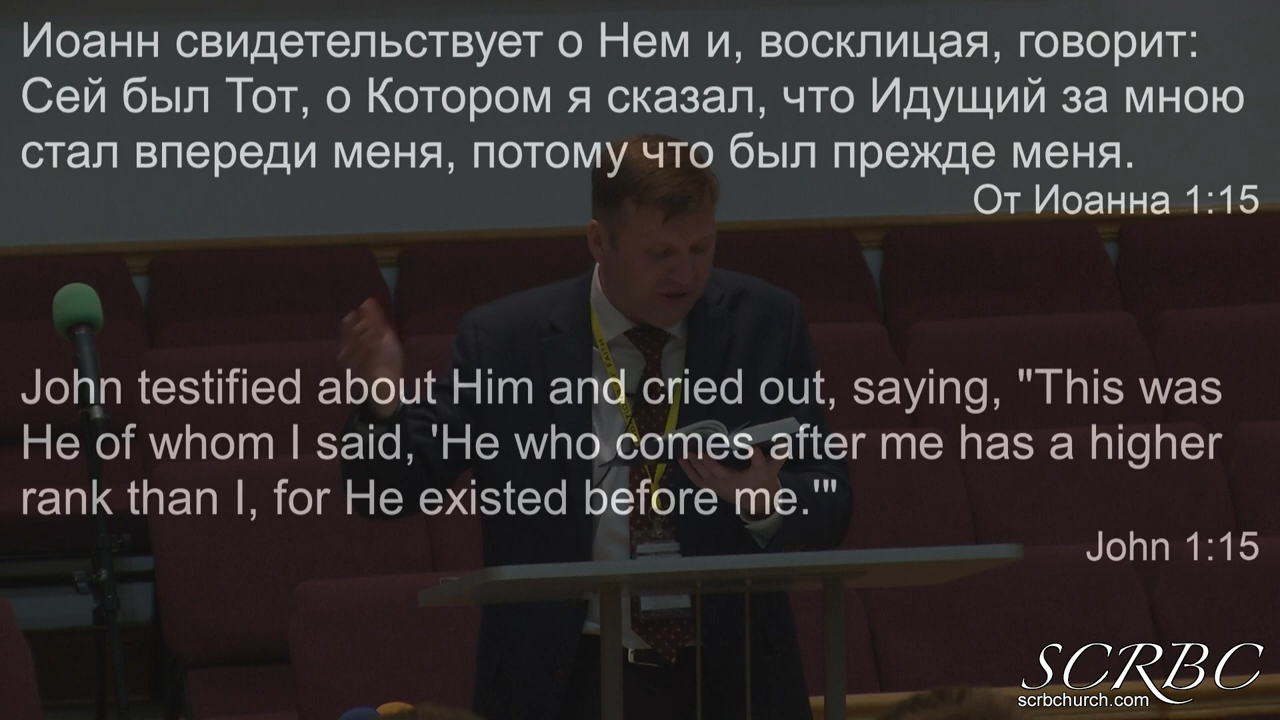 Иоанн свидетельствует о Нем и, восклицая, говорит:
Сей был Тот, о Котором я сказал, что Идущий за мною
стал впереди меня, потому что был прежде меня.
От Иоанна 1:15
John testified about Him and cried out, saying, "This was
He of whom I said, 'He who comes after me has a higher
rank than I, for He existed before me.'"
John 1:15
SCRBC
scrbchurch.com